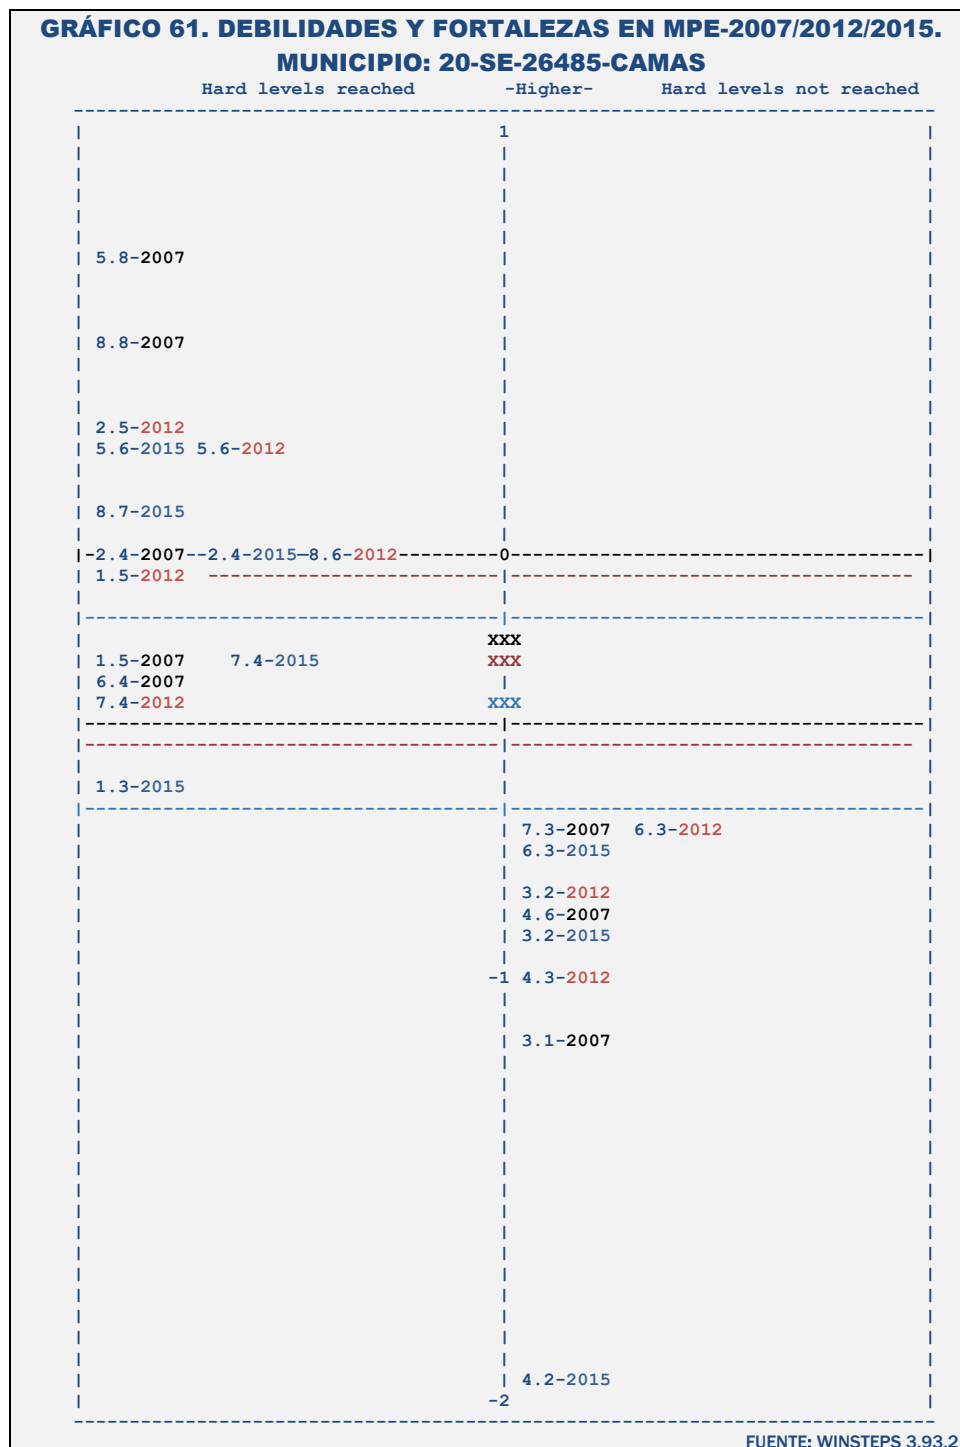 GRÁFICO 61. DEBILIDADES Y FORTALEZAS EN MPE-2007/2012/2015.
MUNICIPIO: 20-SE-26485-CAMAS
Hard levels reached -Higher- Hard levels not reached
1
5.8-2007
8.8-2007
2.5-2012
5.6-2015 5.6-2012
8.7-2015
-2.4-2007--2.4-2015—8.6-2012---------0-------------------------------------
1.5-2012
XXX
1.5-2007 7.4-2015 XXX
6.4-2007
7.4-2012 XXX
1.3-2015
7.3-2007 6.3-2012
6.3-2015
3.2-2012
4.6-2007
3.2-2015
-1 4.3-2012
3.1-2007
4.2-2015
-2
FUENTE: WINSTEPS 3.93.2